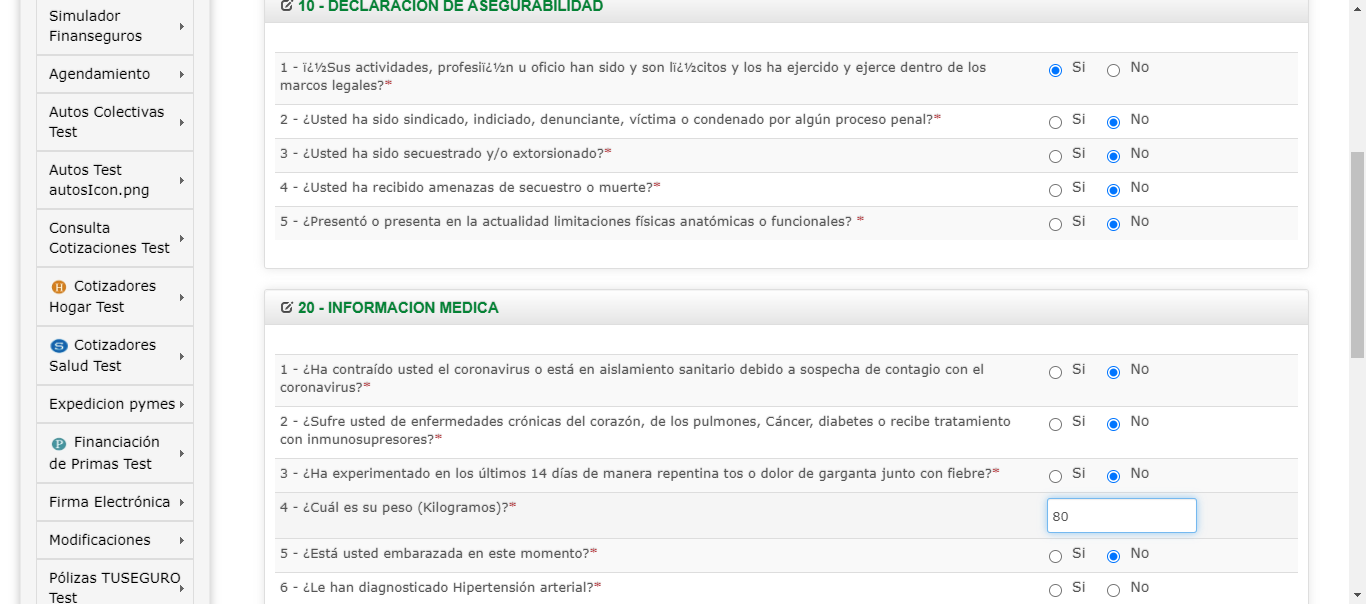 Simulador
Finanseguros
Agendamiento
Autos Colectivas
Test
Autos Test
autosIcon.png
Consulta
Cotizaciones Test
H Cotizadores
Hogar Test
S Cotizadores
Salud Test
Expedicion pymes
P Financiación
de Primas Test
Firma Electrónica
Modificaciones
Pólizas TUSEGURO
Test
10 - DECLARACION DE ASEGURABILIDAD
1 - ï¿½Sus actividades, profesiï¿½n u oficio han sido y son lï¿½citos y los ha ejercido y ejerce dentro de los
marcos legales?* Si No
2 - ¿Usted ha sido sindicado, indiciado, denunciante, víctima o condenado por algún proceso penal?* Si No
3 - ¿Usted ha sido secuestrado y/o extorsionado?* Si No
4 - ¿Usted ha recibido amenazas de secuestro o muerte?* Si No
5 - ¿Presentó o presenta en la actualidad limitaciones físicas anatómicas o funcionales? * Si No
20 - INFORMACION MEDICA
1 - ¿Ha contraído usted el coronavirus o está en aislamiento sanitario debido a sospecha de contagio con el
coronavirus?* Si No
2 - ¿Sufre usted de enfermedades crónicas del corazón, de los pulmones, Cáncer, diabetes o recibe tratamiento
con inmunosupresores?* Si No
3 - ¿Ha experimentado en los últimos 14 días de manera repentina tos o dolor de garganta junto con fiebre?* Si No
4 - ¿Cuál es su peso (Kilogramos)?* 80
5 - ¿Está usted embarazada en este momento?* Si No
6 - ¿Le han diagnosticado Hipertensión arterial?* Si No